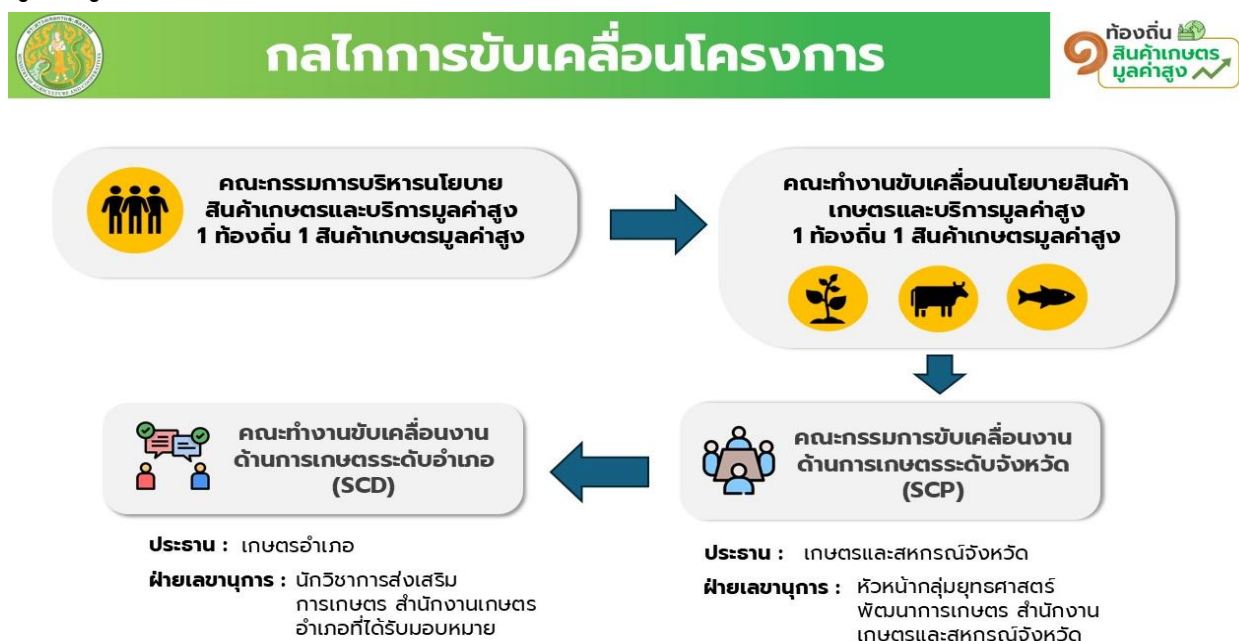 กลไกการขับเคลื่อนโครงการ
๑ ท้องถิ่น
สินค้าเกษตร
มูลค่าสูง
คณะกรรมการบริหารนโยบาย
สินค้าเกษตรและบริการมูลค่าสูง
1 ท้องถิ่น 1 สินค้าเกษตรมูลค่าสูง
คณะทำงานขับเคลื่อนนโยบายสินค้า
เกษตรและบริการมูลค่าสูง
1 ท้องถิ่น 1 สินค้าเกษตรมูลค่าสูง
คณะทำงานขับเคลื่อนงาน
ด้านการเกษตรระดับอำเภอ
(SCD)
คณะกรรมการขับเคลื่อนงาน
ด้านการเกษตรระดับจังหวัด
(SCP)
ประธาน : เกษตรอำเภอ
ฝ่ายเลขานุการ : นักวิชาการส่งเสริม
การเกษตร สำนักงานเกษตร
อำเภอที่ได้รับมอบหมาย
ประธาน : เกษตรและสหกรณ์จังหวัด
ฝ่ายเลขานุการ : หัวหน้ากลุ่มยุทธศาสตร์
พัฒนาการเกษตร สำนักงาน
เกษตรและสหกรณ์จังหวัด